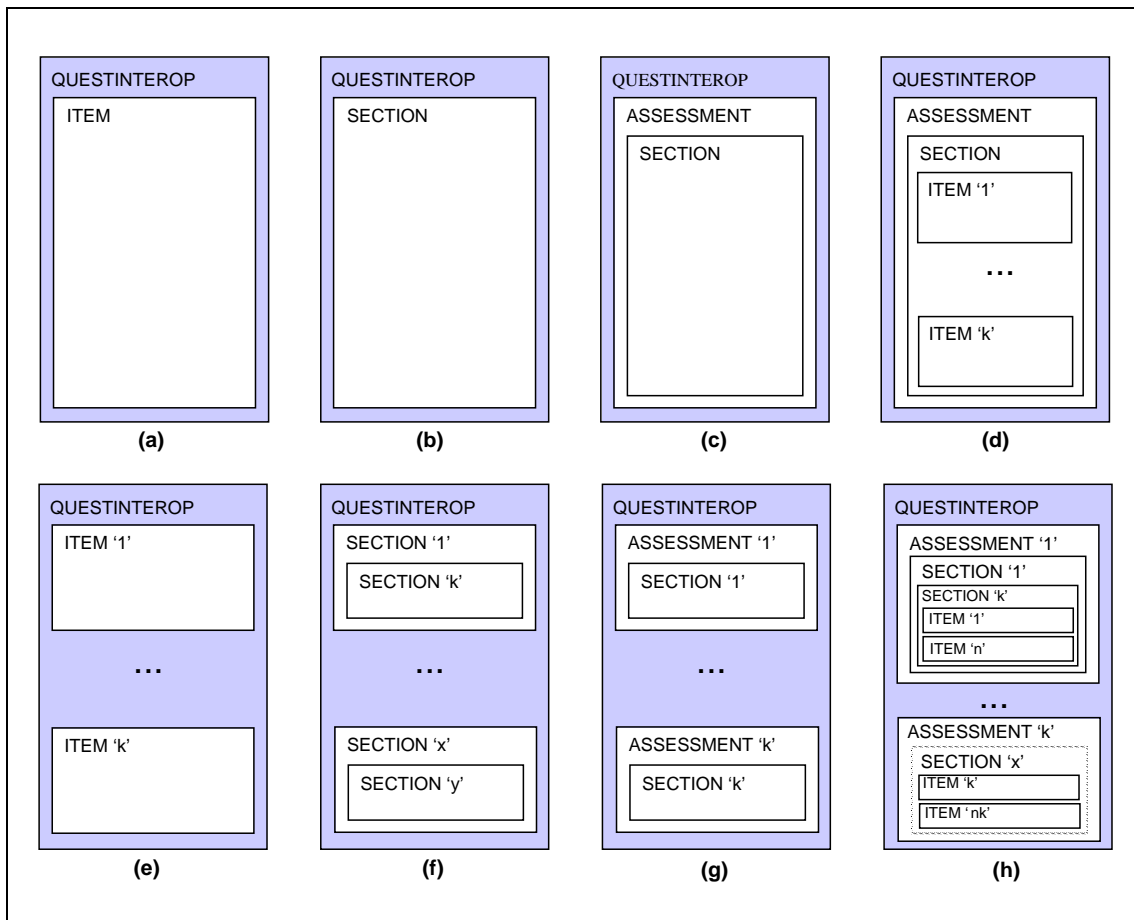 QUESTINTEROP
ITEM
(a)
QUESTINTEROP
SECTION
(b)
QUESTINTEROP
ASSESSMENT
SECTION
(c)
QUESTINTEROP
ASSESSMENT
SECTION
ITEM ‘1’
...
ITEM ‘k’
(d)
QUESTINTEROP
ITEM ‘1’
...
ITEM ‘k’
(e)
QUESTINTEROP
SECTION ‘1’
SECTION ‘k’
...
SECTION ‘x’
SECTION ‘y’
(f)
QUESTINTEROP
ASSESSMENT ‘1’
SECTION ‘1’
...
ASSESSMENT ‘k’
SECTION ‘k’
(g)
QUESTINTEROP
ASSESSMENT ‘1’
SECTION ‘1’
SECTION ‘k’
ITEM ‘1’
ITEM ‘n’
...
ASSESSMENT ‘k’
SECTION ‘x’
ITEM ‘k’
ITEM ‘nk’
(h)